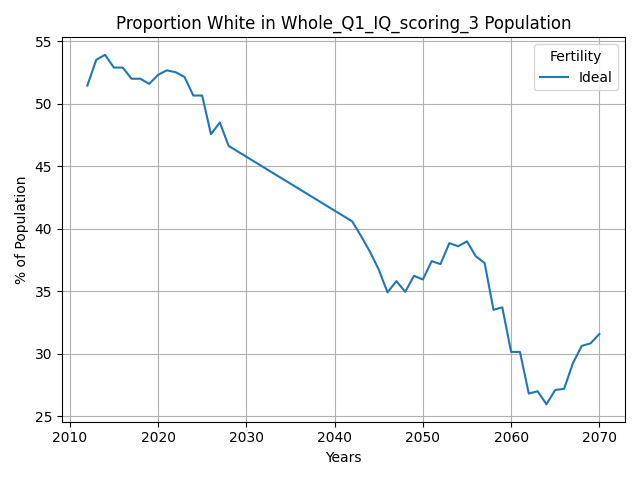 Proportion White in Whole_Q1_IQ_scoring_3 Population
Fertility
Ideal
% of Population
55
50
45
40
35
30
25
2010 2020 2030 2040 2050 2060 2070
Years